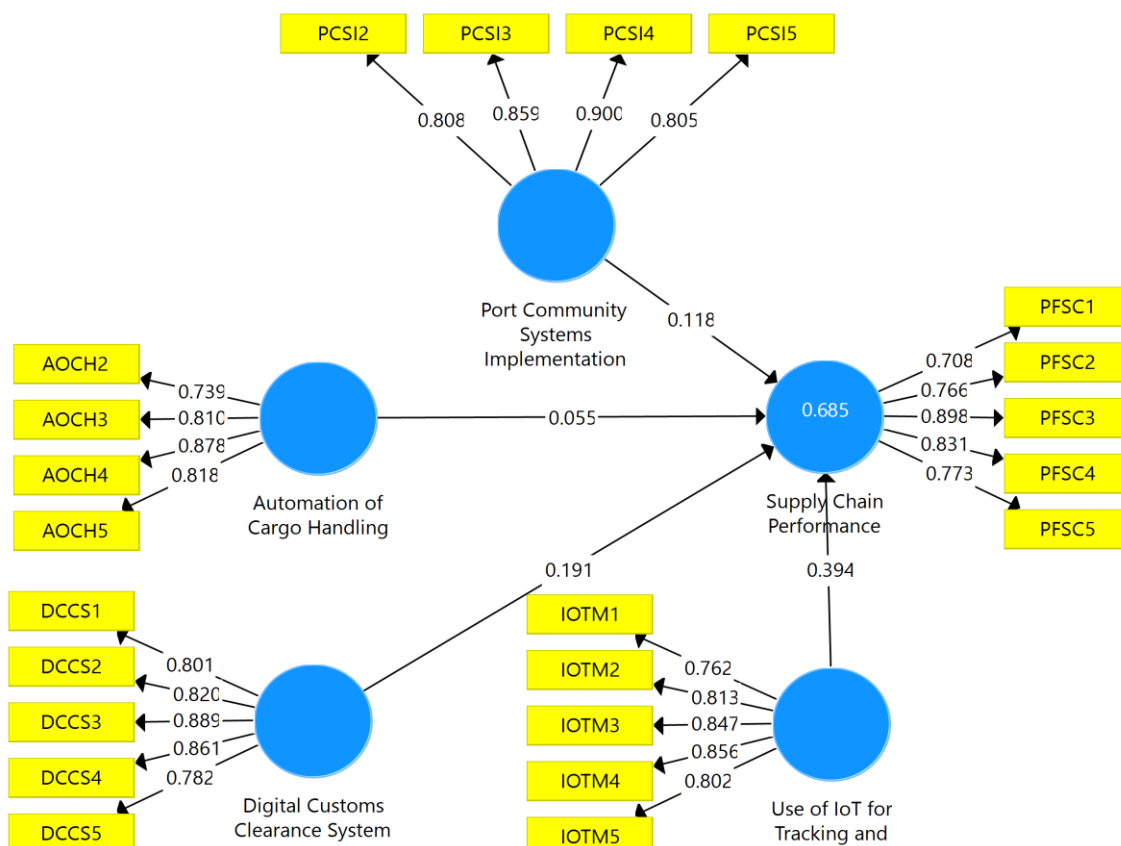 PCSI2
PCSI3
PCSI4
PCSI5
0.808
0.859
0.900
0.805
Port Community
Systems
Implementation
0.118
AOCH2
AOCH3
AOCH4
AOCH5
0.739
0.810
0.878
0.818
Automation of
Cargo Handling
0.055
0.685
Supply Chain
Performance
0.708
0.766
0.898
0.831
0.773
PFSC1
PFSC2
PFSC3
PFSC4
PFSC5
DCCS1
DCCS2
DCCS3
DCCS4
DCCS5
0.801
0.820
0.889
0.861
0.782
Digital Customs
Clearance System
0.191
IOTM1
IOTM2
IOTM3
IOTM4
IOTM5
0.762
0.813
0.847
0.856
0.802
0.394
Use of IoT for
Tracking and